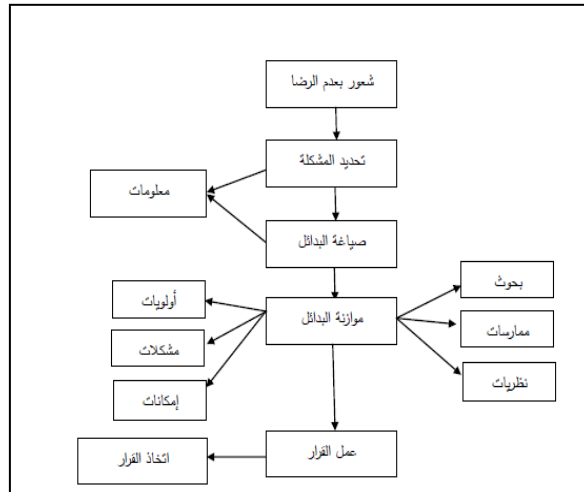 شعور بعدم الرضا
تحديد المشكلة
معلومات
صياغة البدائل
بحوث
أولويات
موازنة البدائل
ممارسات
مشكلات
نظريات
إمكانات
عمل القرار
اتخاذ القرار